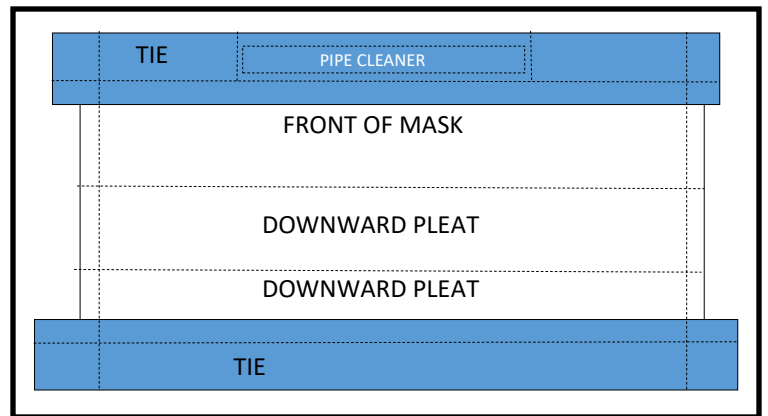 TIE
PIPE CLEANER
FRONT OF MASK
DOWNWARD PLEAT
DOWNWARD PLEAT
TIE